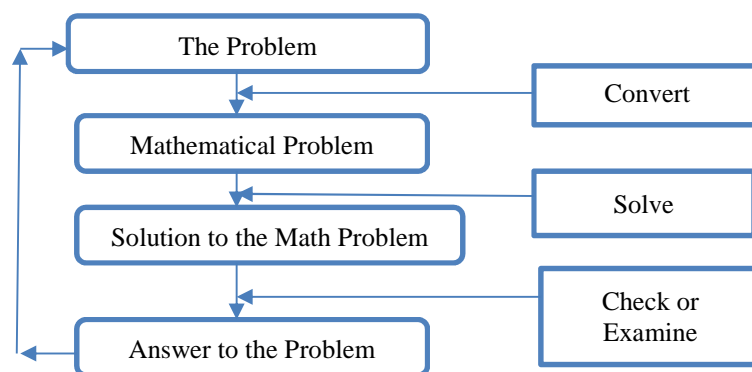 The Problem
Convert
Mathematical Problem
Solve
Solution to the Math Problem
Check or
Examine
Answer to the Problem